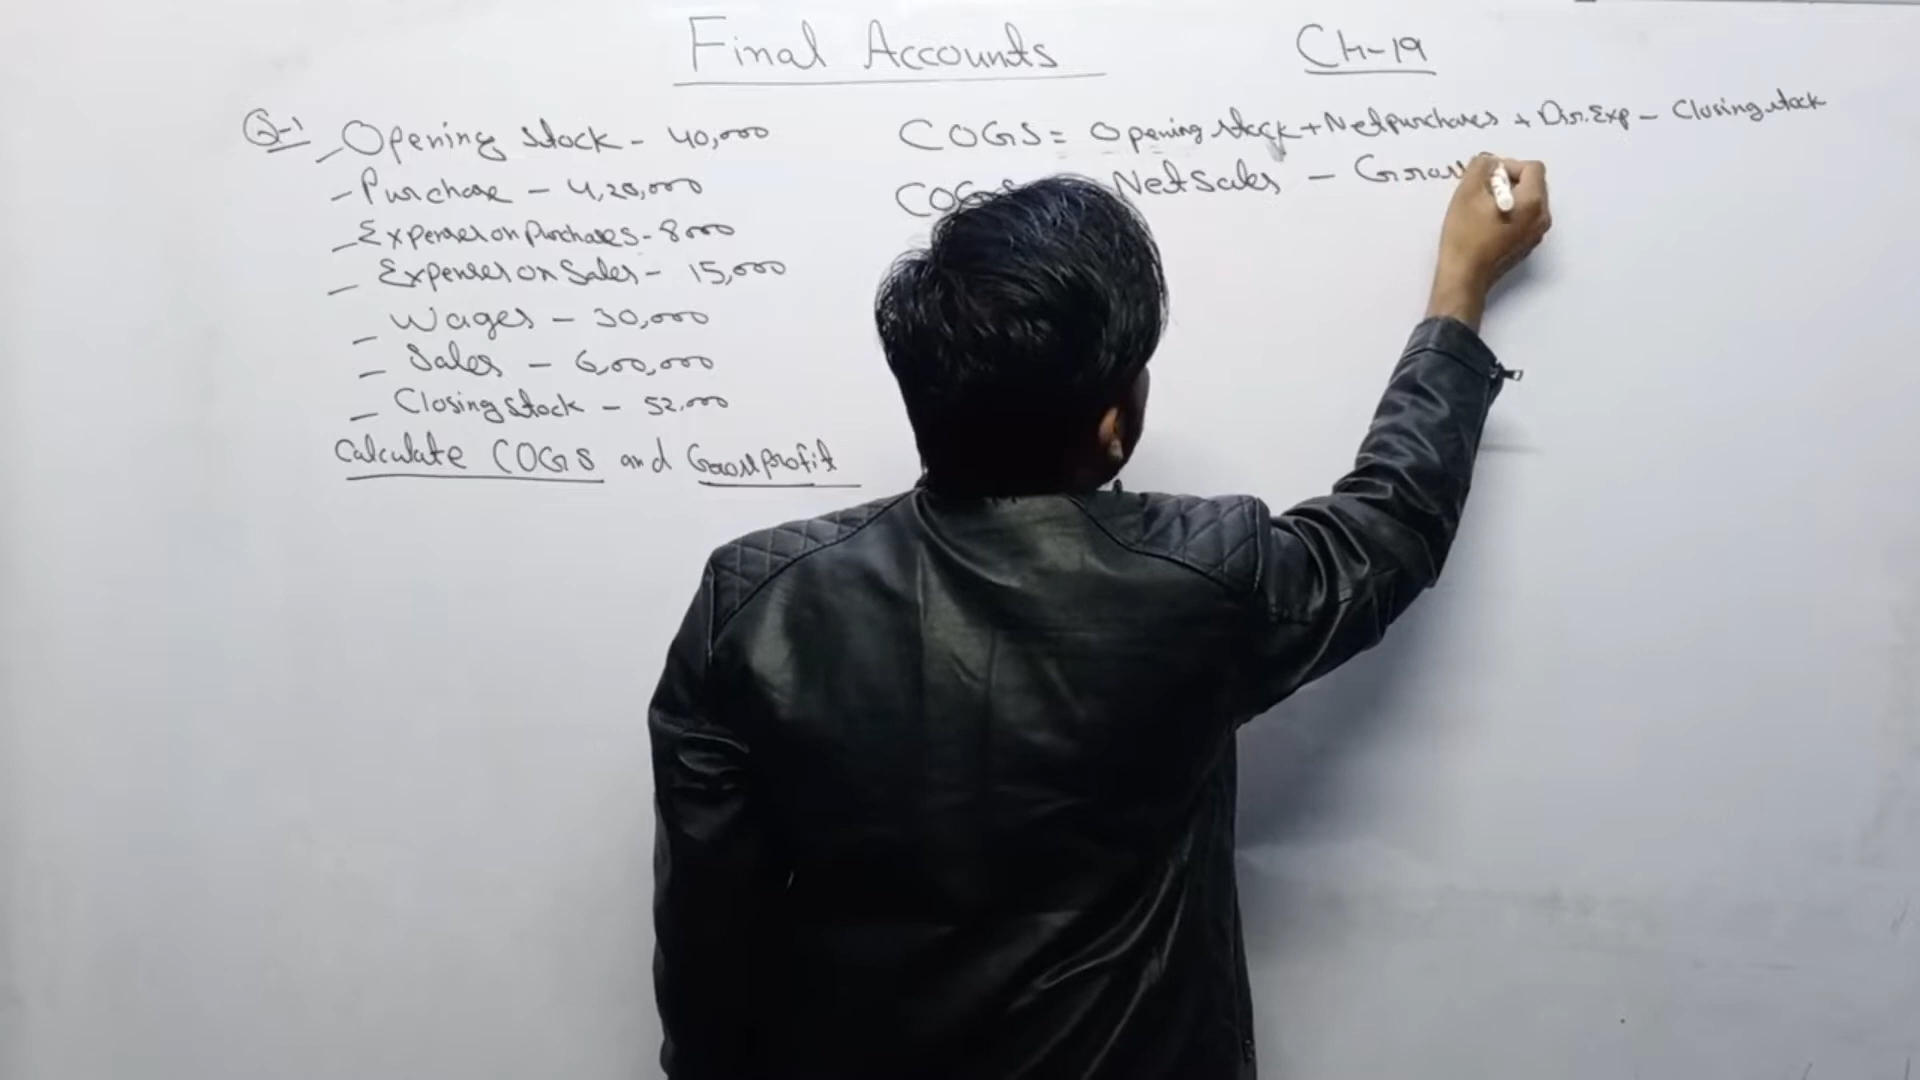 Final Accounts
Ch-19
Q-1 Opening stock - 40,000
- Purchase - 4,20,000
- Expenses on Purchases - 8000
- Expenses on Sales - 15,000
- Wages - 30,000
- Sales - 6,00,000
- Closing stock - 52,000
Calculate COGS and Gross profit
COGS = Opening stock + Net purchases + Dir. Exp - Closing stock
COGS Net sales - Gross